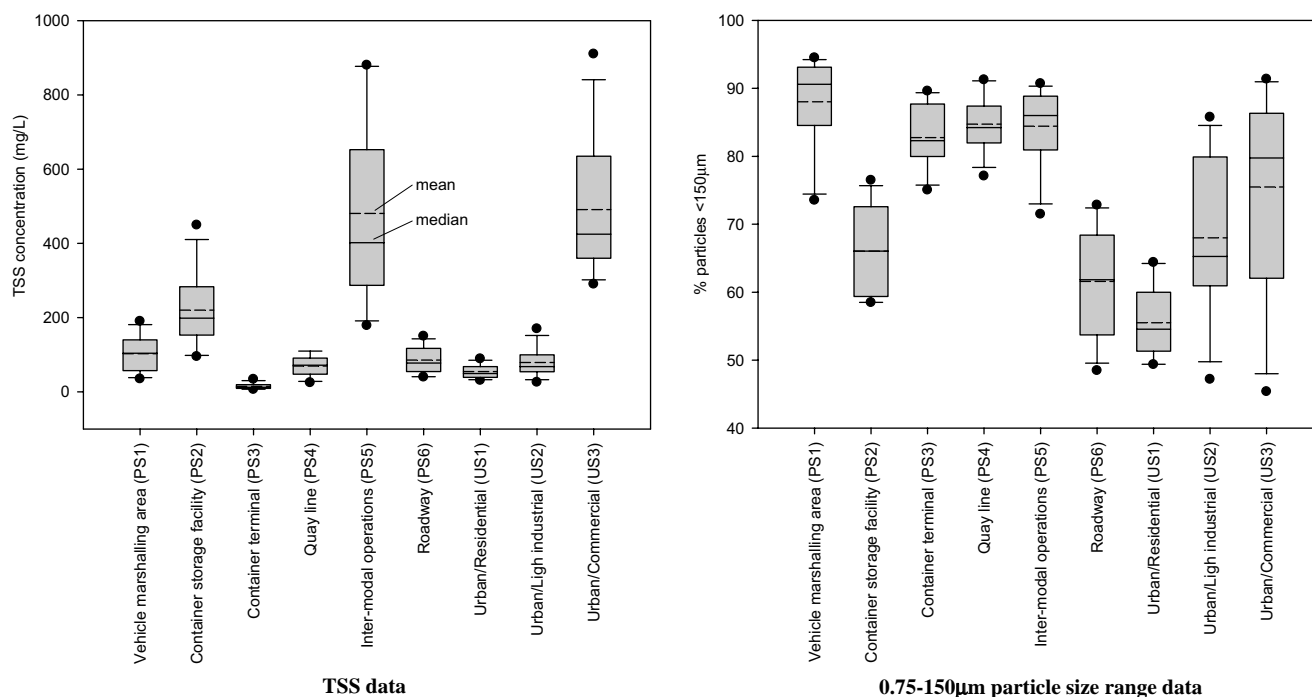 1000
800
600
400
200
0
TSS concentration (mg/L)
mean
median
Vehicle marshalling area (PS1)
Container storage facility (PS2)
Container terminal (PS3)
Quay line (PS4)
Inter-modal operations (PS5)
Roadway (PS6)
Urban/Residential (US1)
Urban/Ligh industrial (US2)
Urban/Commercial (US3)
TSS data
100
90
80
70
60
50
40
% particles <150µm
Vehicle marshalling area (PS1)
Container storage facility (PS2)
Container terminal (PS3)
Quay line (PS4)
Inter-modal operations (PS5)
Roadway (PS6)
Urban/Residential (US1)
Urban/Ligh industrial (US2)
Urban/Commercial (US3)
0.75-150µm particle size range data